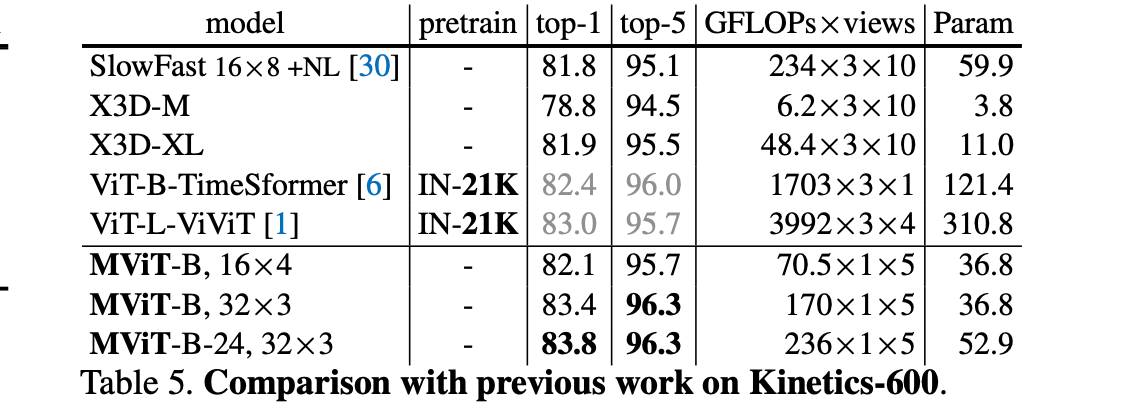 model pretrain top-1 top-5 GFLOPs×views Param
SlowFast 16×8 +NL [30] - 81.8 95.1 234×3×10 59.9
X3D-M - 78.8 94.5 6.2×3×10 3.8
X3D-XL - 81.9 95.5 48.4×3×10 11.0
ViT-B-TimeSformer [6] IN-21K 82.4 96.0 1703×3×1 121.4
ViT-L-ViViT [1] IN-21K 83.0 95.7 3992×3×4 310.8
MViT-B, 16×4 - 82.1 95.7 70.5×1×5 36.8
MViT-B, 32×3 - 83.4 96.3 170×1×5 36.8
MViT-B-24, 32×3 - 83.8 96.3 236×1×5 52.9
Table 5. Comparison with previous work on Kinetics-600.